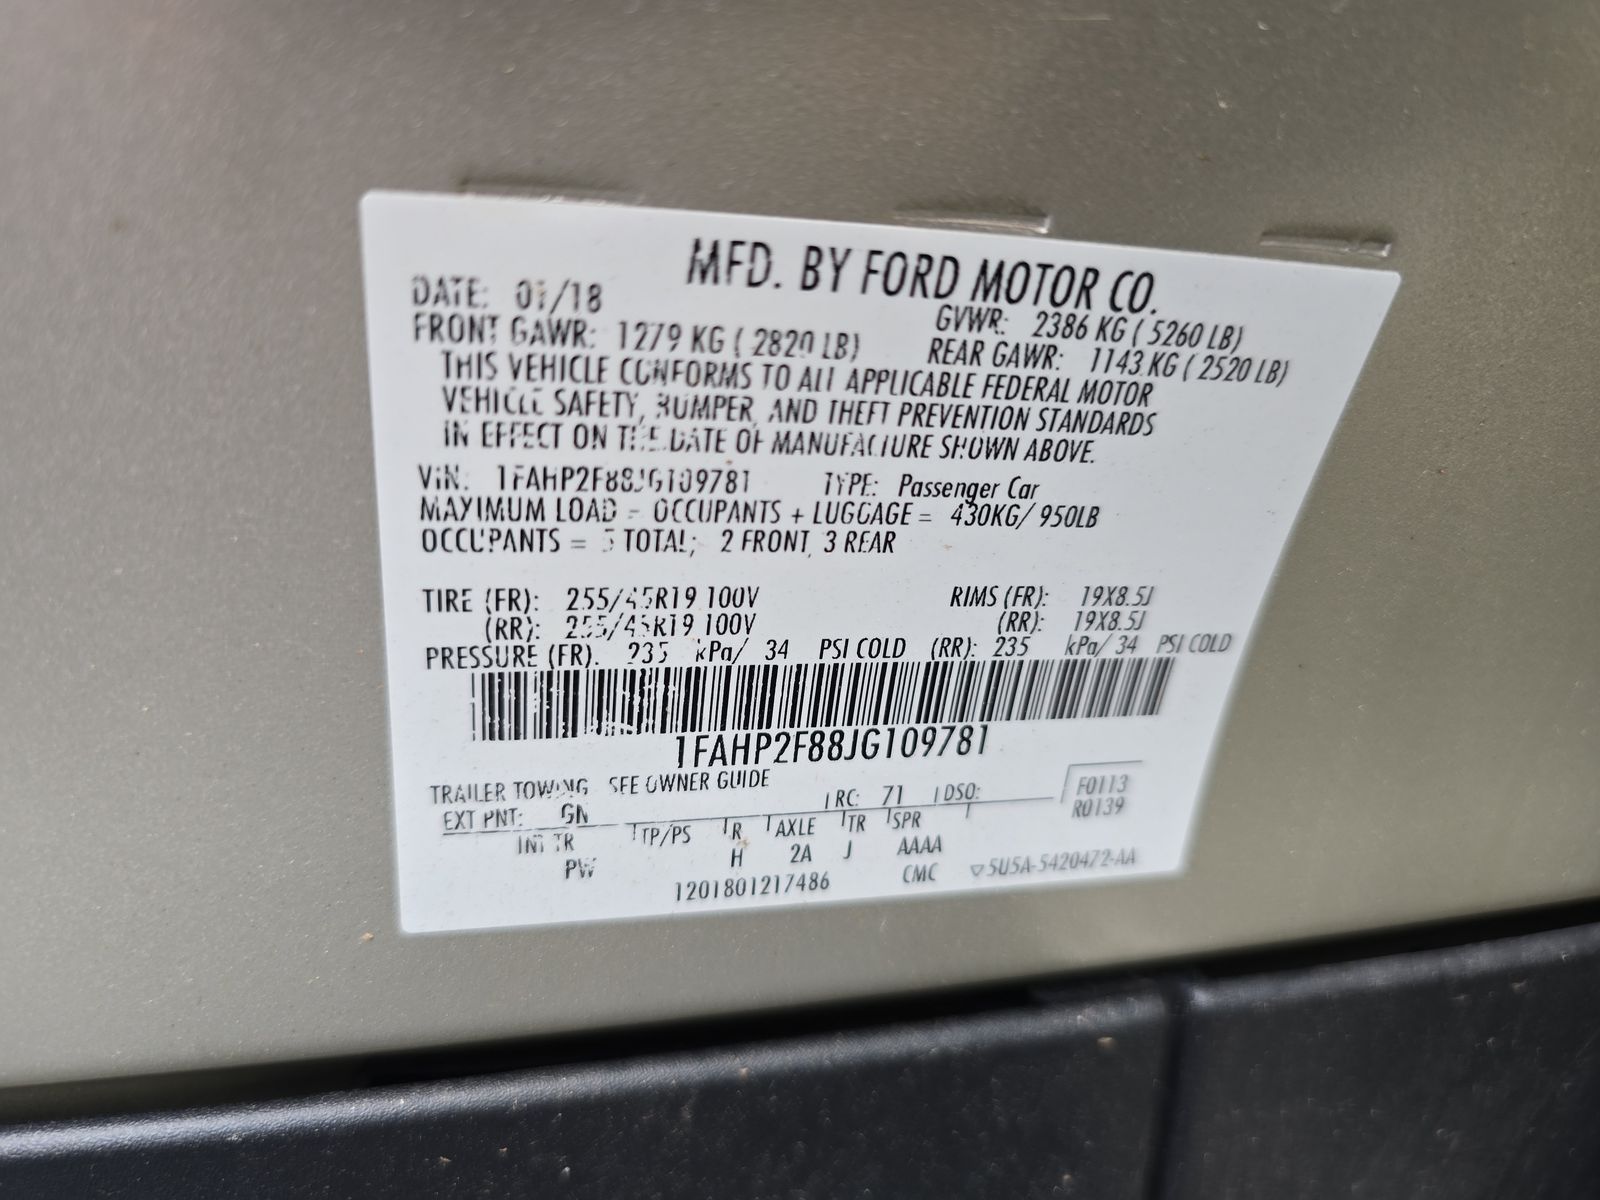 MFD. BY FORD MOTOR CO.
DATE: 01/18 GVWR: 2386 KG ( 5260 LB)
FRONT GAWR: 1279 KG ( 2820 LB) REAR GAWR: 1143 KG ( 2520 LB)
THIS VEHICLE CONFORMS TO ALL APPLICABLE FEDERAL MOTOR
VEHICLE SAFETY, BUMPER, AND THEFT PREVENTION STANDARDS
IN EFFECT ON THE DATE OF MANUFACTURE SHOWN ABOVE.
VIN: 1FAHP2F88JG109781 TYPE: Passenger Car
MAXIMUM LOAD = OCCUPANTS + LUGGAGE = 430KG/ 950LB
OCCUPANTS = 5 TOTAL; 2 FRONT, 3 REAR
TIRE (FR): 255/45R19 100V RIMS (FR): 19X8.5J
(RR): 255/45R19 100V (RR): 19X8.5J
PRESSURE (FR): 235 kPa/ 34 PSI COLD (RR): 235 kPa/ 34 PSI COLD
1FAHP2F88JG109781
TRAILER TOWING SEE OWNER GUIDE
EXT PNT: GN RC: 71 DSO: F0113
R0139
INT TR TP/PS R AXLE TR SPR
PW H 2A J AAAA
1201801217486 CMC ▽5U5A-5420472-AA